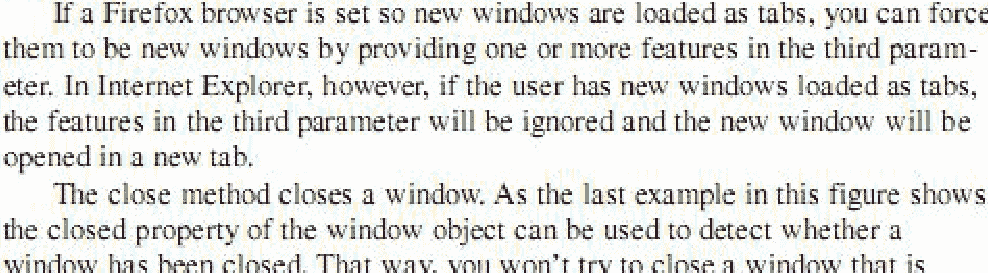 If a Firefox browser is set so new windows are loaded as tabs, you can force
them to be new windows by providing one or more features in the third param-
eter. In Internet Explorer, however, if the user has new windows loaded as tabs,
the features in the third parameter will be ignored and the new window will be
opened in a new tab.
The close method closes a window. As the last example in this figure shows
the closed property of the window object can be used to detect whether a
window has been closed. That way, you won't try to close a window that is